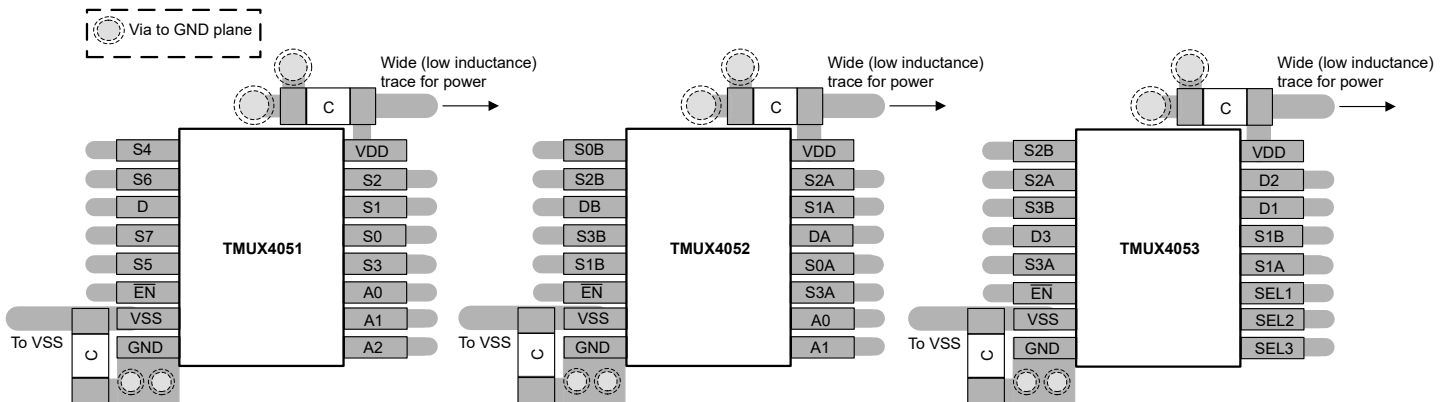 Via to GND plane
Wide (low inductance)
trace for power
C
S4
S6
D
S7
S5
EN
VSS
GND
TMUX4051
VDD
S2
S1
S0
S3
A0
A1
A2
To VSS
C
Wide (low inductance)
trace for power
C
S0B
S2B
DB
S3B
S1B
EN
VSS
GND
TMUX4052
VDD
S2A
S1A
DA
S0A
S3A
A0
A1
To VSS
C
Wide (low inductance)
trace for power
C
S2B
S2A
S3B
D3
S3A
EN
VSS
GND
TMUX4053
VDD
D2
D1
S1B
S1A
SEL1
SEL2
SEL3
To VSS
C